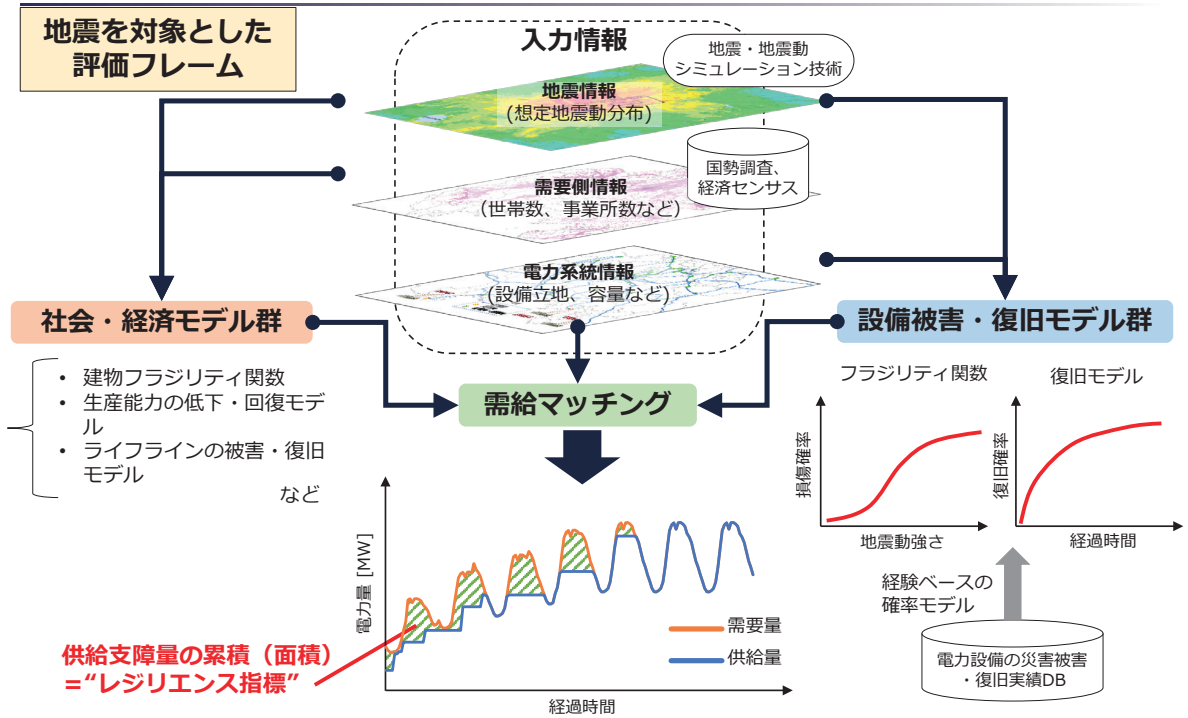 地震を対象とした
評価フレーム
入力情報
地震・地震動
シミュレーション技術
地震情報
(想定地震動分布)
国勢調査、
経済センサス
需要側情報
(世帯数、事業所数など)
電力系統情報
(設備立地、容量など)
社会・経済モデル群
設備被害・復旧モデル群
• 建物フラジリティ関数
• 生産能力の低下・回復モデ
ル
• ライフラインの被害・復旧
モデル
など
需給マッチング
フラジリティ関数
復旧モデル
損傷確率
地震動強さ
復旧確率
経過時間
経験ベースの
確率モデル
電力設備の災害被害
・復旧実績DB
電力量 [MW]
需要量
供給量
経過時間
供給支障量の累積（面積）
=“レジリエンス指標”